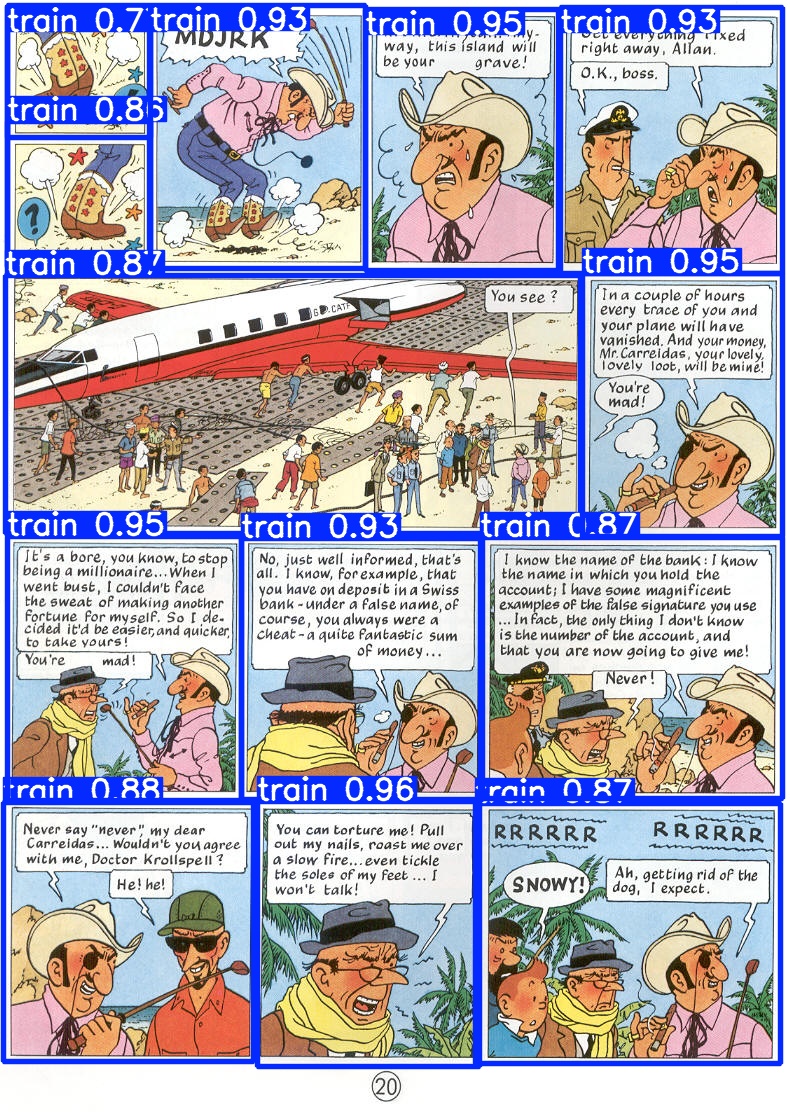 train 0.7
train 0.93
train 0.95
train 0.93
MDJRK
way, this island will
be your grave!
right away, Allan.
O.K., boss.
train 0.86
?
train 0.87
train 0.95
You see?
In a couple of hours
every trace of you and
your plane will have
vanished. And your money,
Mr. Carreidas, your lovely,
lovely loot, will be mine!
You're
mad!
train 0.95
train 0.93
train 0.87
It's a bore, you know, to stop
being a millionaire... When I
went bust, I couldn't face
the sweat of making another
fortune for myself. So I de-
cided it'd be easier, and quicker,
to take yours!
You're mad!
No, just well informed, that's
all. I know, for example, that
you have on deposit in a Swiss
bank - under a false name, of
course, you always were a
cheat - a quite fantastic sum
of money...
I know the name of the bank: I know
the name in which you hold the
account; I have some magnificent
examples of the false signature you use
... In fact, the only thing I don't know
is the number of the account, and
that you are now going to give me!
Never!
train 0.88
train 0.96
train 0.87
Never say "never", my dear
Carreidas... Wouldn't you agree
with me, Doctor Krollspell?
He! he!
You can torture me! Pull
out my nails, roast me over
a slow fire... even tickle
the soles of my feet ... I
won't talk!
RRRRRR RRRRRR
SNOWY!
Ah, getting rid of the
dog, I expect.
20